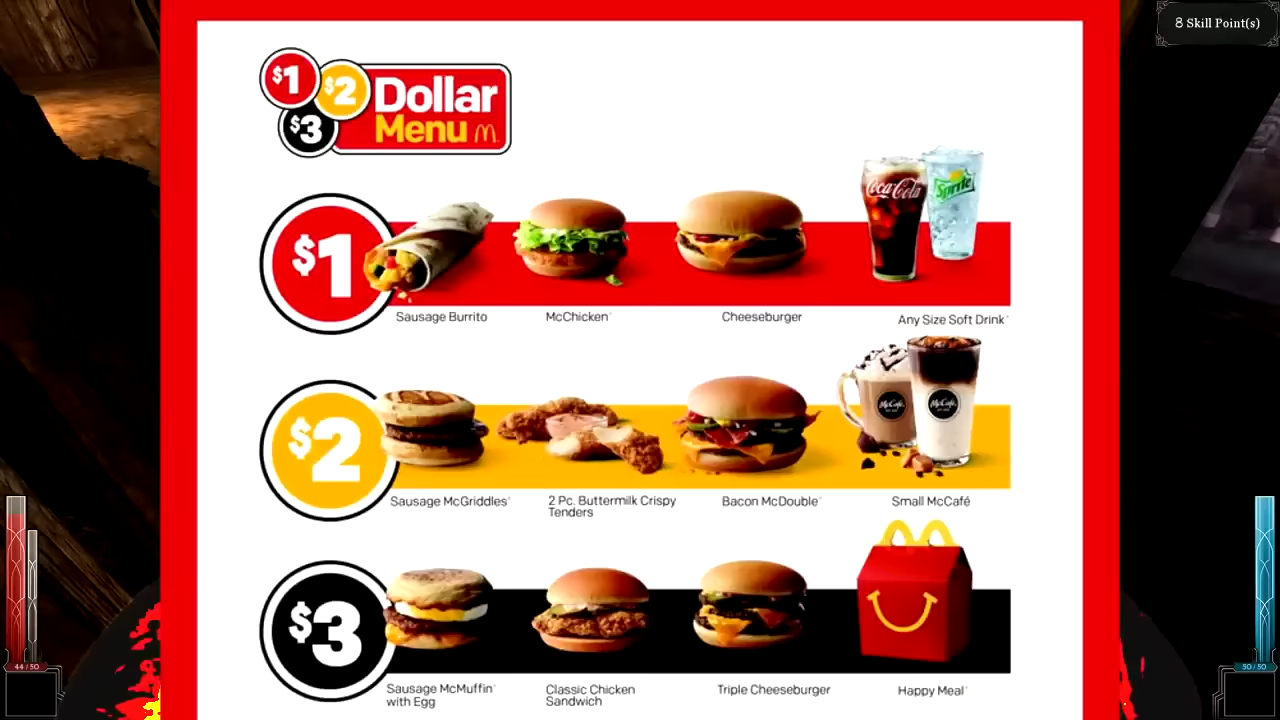 8 Skill Point(s)
$1
$2
$3
Dollar
Menu
$1
Coca-Cola
Sprite
Sausage Burrito
McChicken
Cheeseburger
Any Size Soft Drink
$2
McCafé
McCafé
Sausage McGriddles
2 Pc. Buttermilk Crispy
Tenders
Bacon McDouble
Small McCafé
$3
Sausage McMuffin
with Egg
Classic Chicken
Sandwich
Triple Cheeseburger
Happy Meal
44 / 50
50 / 50